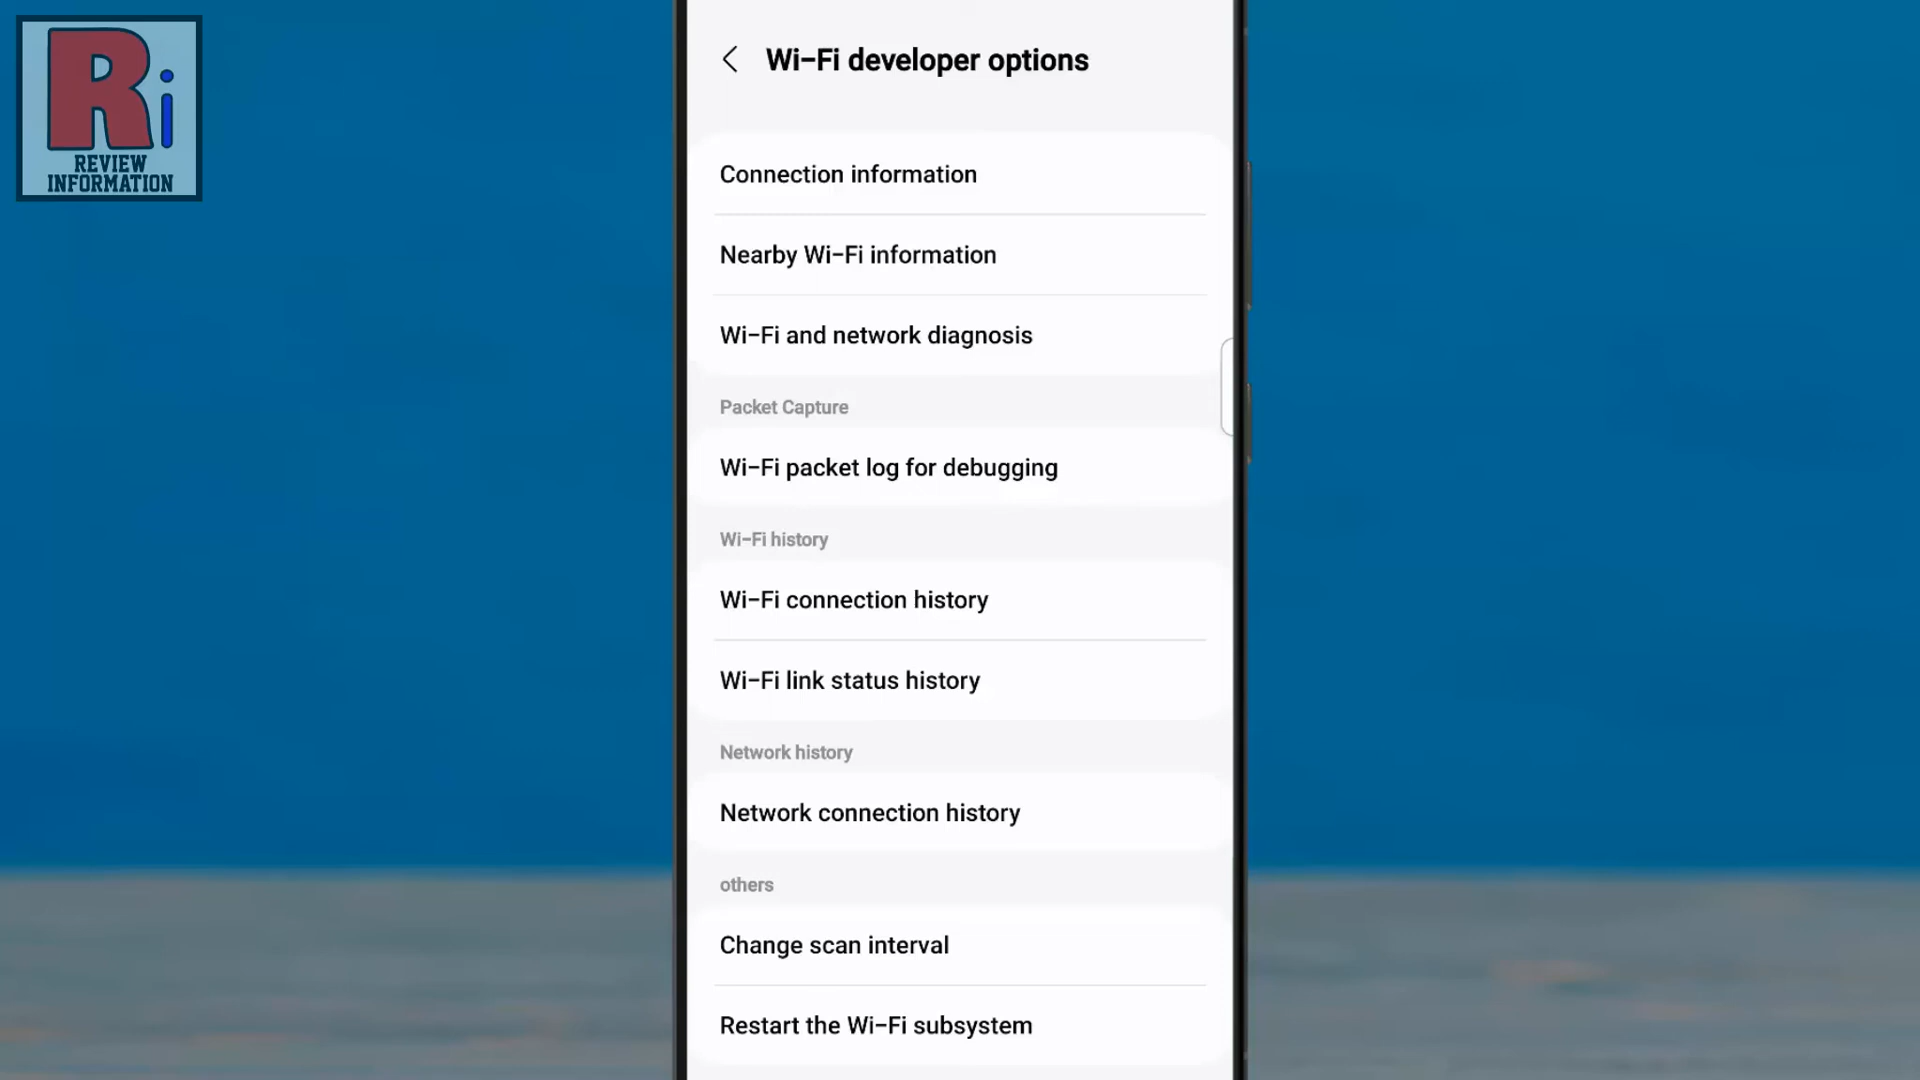 Ri
REVIEW
INFORMATION
Wi-Fi developer options
Connection information
Nearby Wi-Fi information
Wi-Fi and network diagnosis
Packet Capture
Wi-Fi packet log for debugging
Wi-Fi history
Wi-Fi connection history
Wi-Fi link status history
Network history
Network connection history
others
Change scan interval
Restart the Wi-Fi subsystem